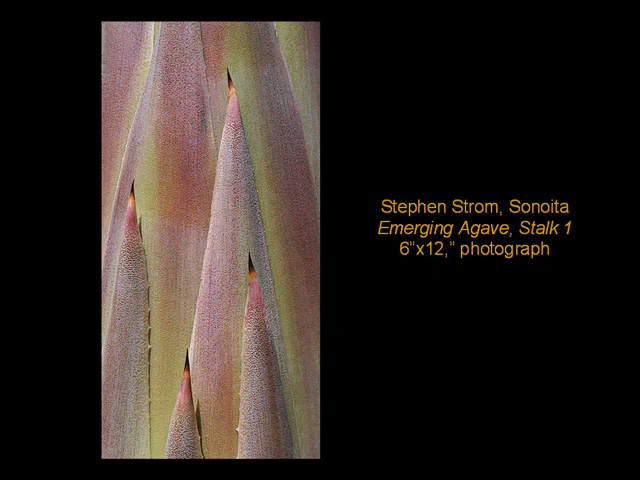 Stephen Strom, Sonoita
Emerging Agave, Stalk 1
6”x12,” photograph